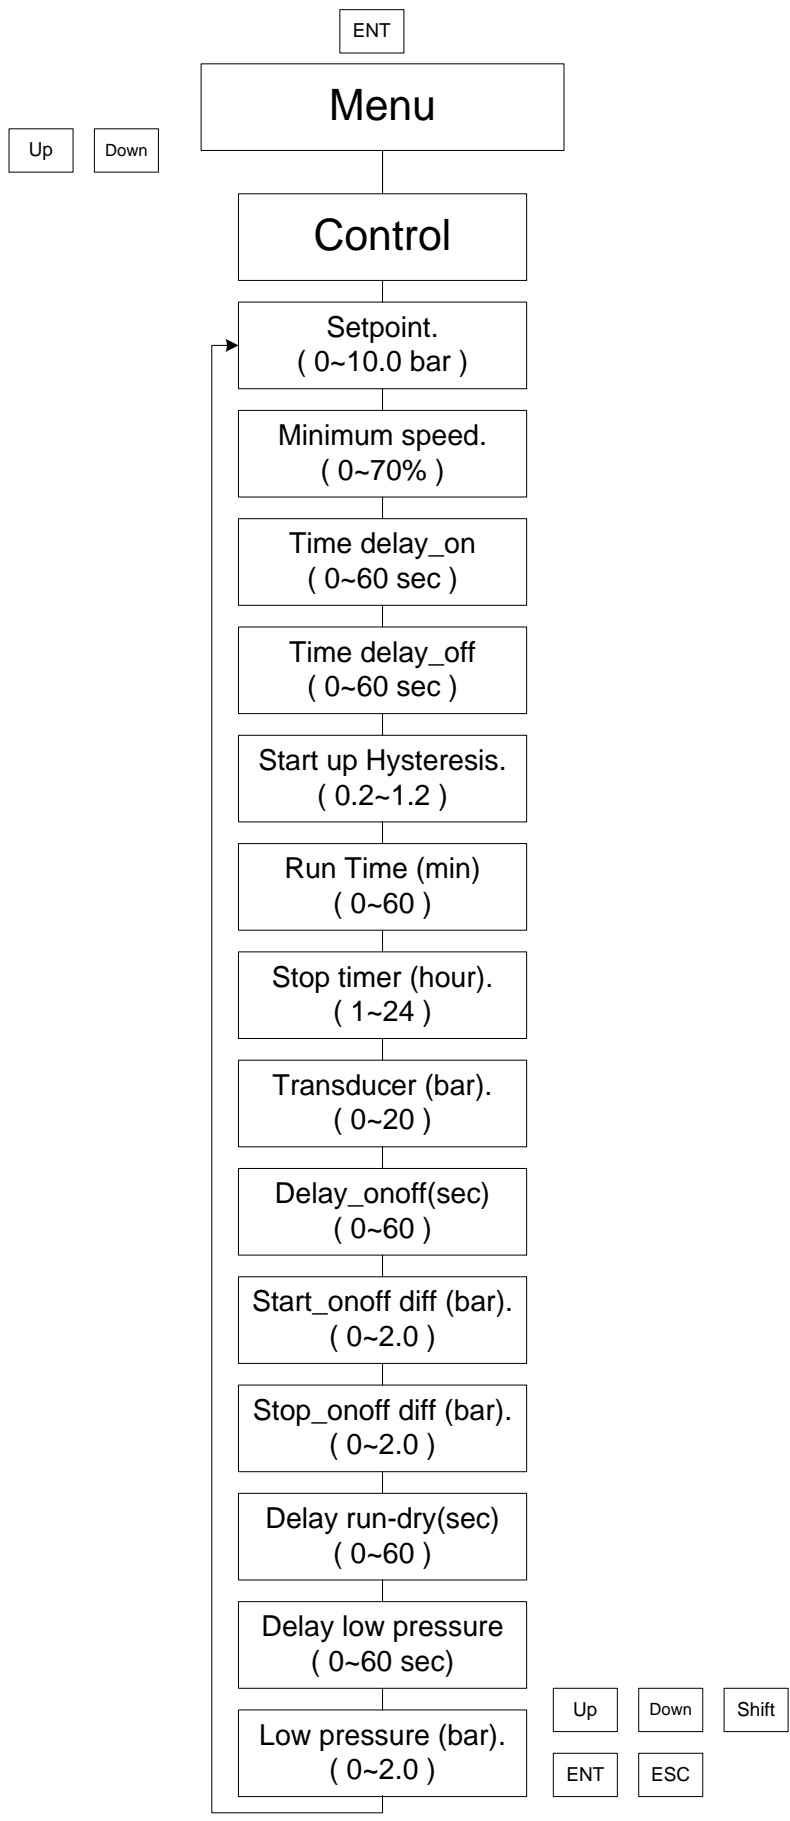 ENT
Menu
Up
Down
Control
Setpoint.
( 0~10.0 bar )
Minimum speed.
( 0~70% )
Time delay_on
( 0~60 sec )
Time delay_off
( 0~60 sec )
Start up Hysteresis.
( 0.2~1.2 )
Run Time (min)
( 0~60 )
Stop timer (hour).
( 1~24 )
Transducer (bar).
( 0~20 )
Delay_onoff(sec)
( 0~60 )
Start_onoff diff (bar).
( 0~2.0 )
Stop_onoff diff (bar).
( 0~2.0 )
Delay run-dry(sec)
( 0~60 )
Delay low pressure
( 0~60 sec)
Low pressure (bar).
( 0~2.0 )
Up
Down
Shift
ENT
ESC